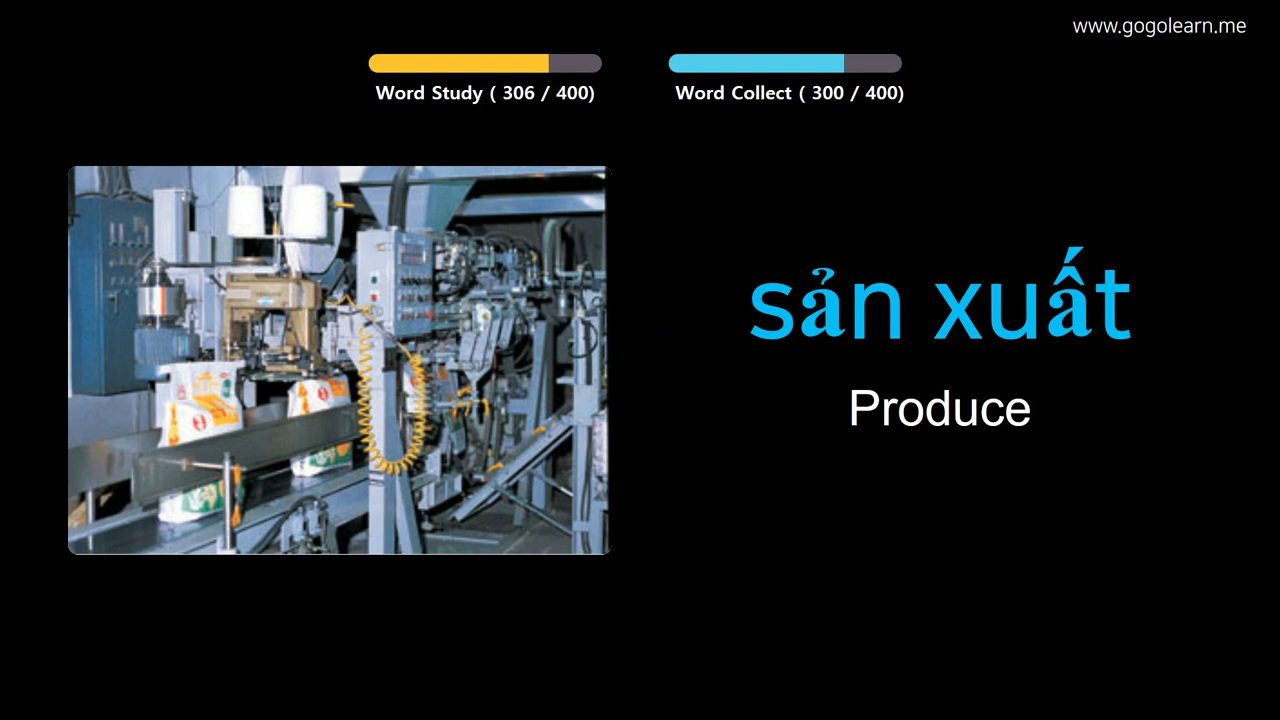 www.gogolearn.me
Word Study ( 306 / 400)
Word Collect ( 300 / 400)
sản xuất
Produce